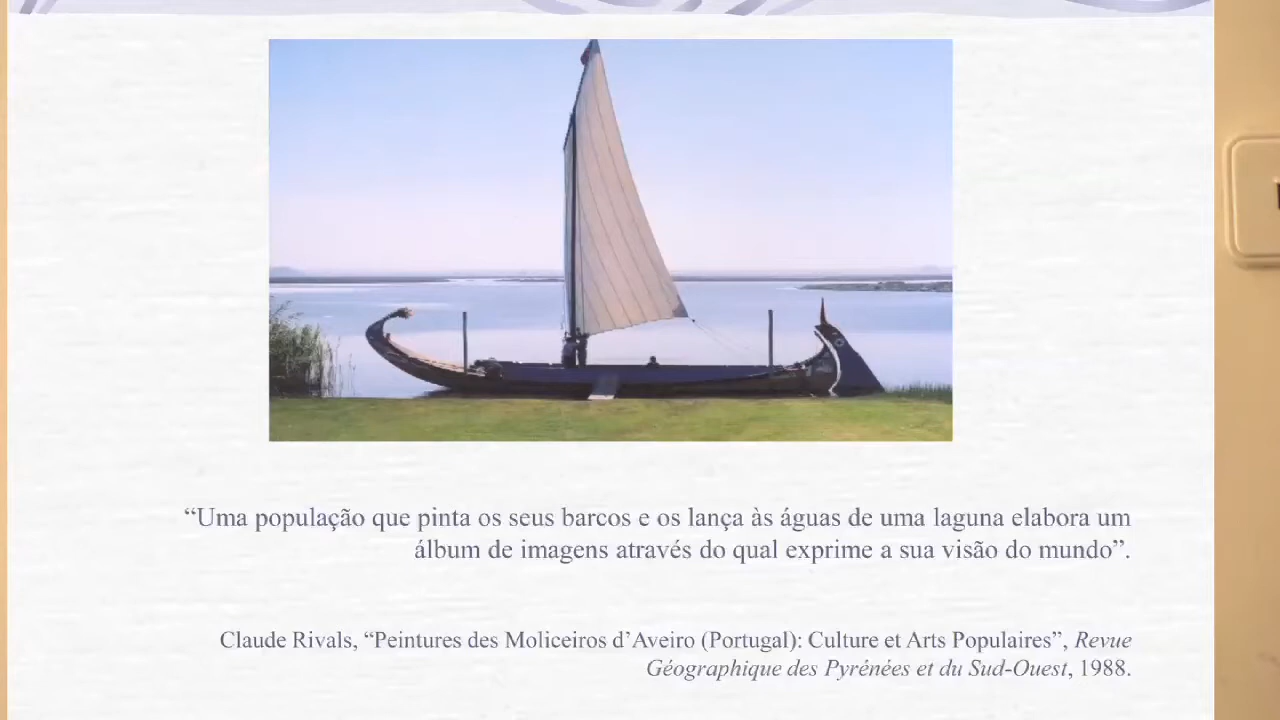 “Uma população que pinta os seus barcos e os lança às águas de uma laguna elabora um
álbum de imagens através do qual exprime a sua visão do mundo”.
Claude Rivals, “Peintures des Moliceiros d’Aveiro (Portugal): Culture et Arts Populaires”, Revue
Géographique des Pyrénées et du Sud-Ouest, 1988.